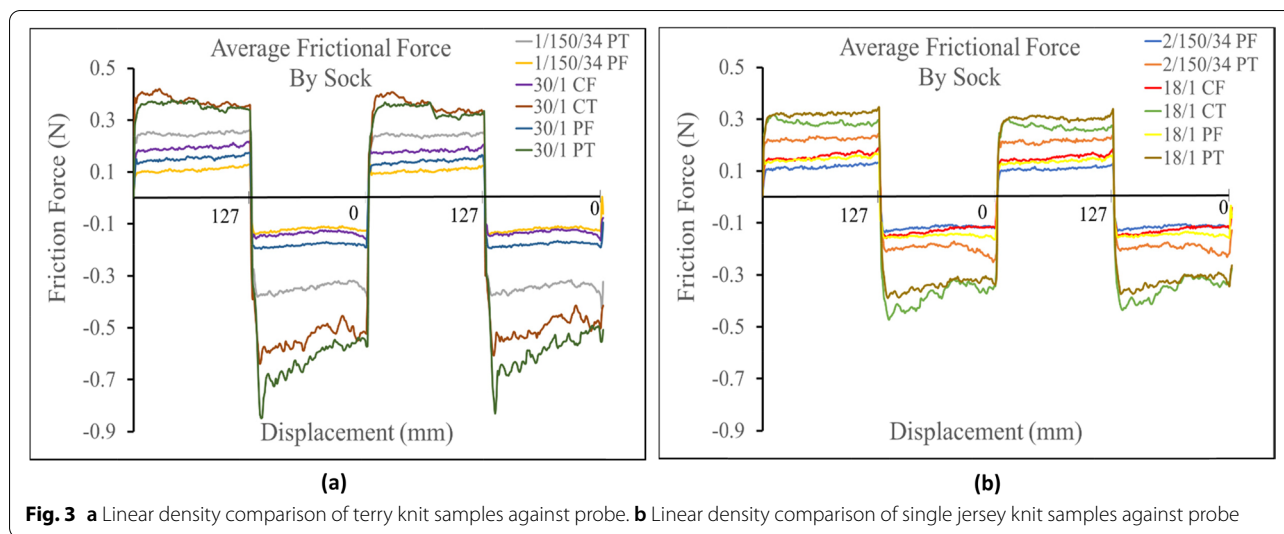 Average Frictional Force
By Sock
1/150/34 PT
1/150/34 PF
30/1 CF
30/1 CT
30/1 PF
30/1 PT
0.5
0.3
0.1
-0.1
-0.3
-0.5
-0.7
-0.9
Friction Force (N)
127
0
127
0
Displacement (mm)
(a)
Average Frictional Force
By Sock
2/150/34 PF
2/150/34 PT
18/1 CF
18/1 CT
18/1 PF
18/1 PT
0.5
0.3
0.1
-0.1
-0.3
-0.5
-0.7
-0.9
Friction Force (N)
127
0
127
0
Displacement (mm)
(b)
Fig. 3 a Linear density comparison of terry knit samples against probe. b Linear density comparison of single jersey knit samples against probe